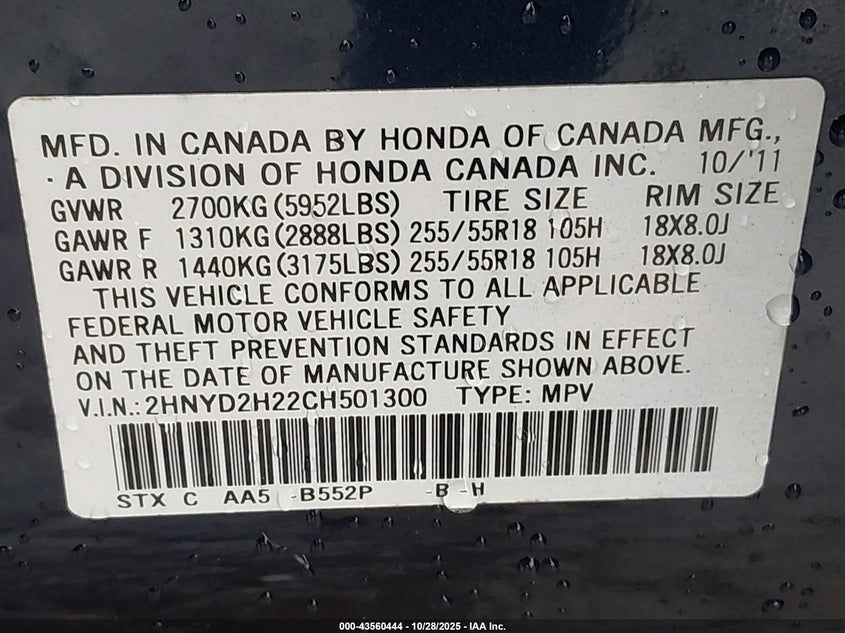 MFD. IN CANADA BY HONDA OF CANADA MFG.,
· A DIVISION OF HONDA CANADA INC. 10/'11
GVWR 2700KG (5952LBS) TIRE SIZE RIM SIZE
GAWR F 1310KG (2888LBS) 255/55R18 105H 18X8.0J
GAWR R 1440KG (3175LBS) 255/55R18 105H 18X8.0J
THIS VEHICLE CONFORMS TO ALL APPLICABLE
FEDERAL MOTOR VEHICLE SAFETY
AND THEFT PREVENTION STANDARDS IN EFFECT
ON THE DATE OF MANUFACTURE SHOWN ABOVE.
V.I.N.: 2HNYD2H22CH501300 TYPE: MPV
STX C AA5 -B552P -B -H
000-43560444 - 10/28/2025 - IAA Inc.